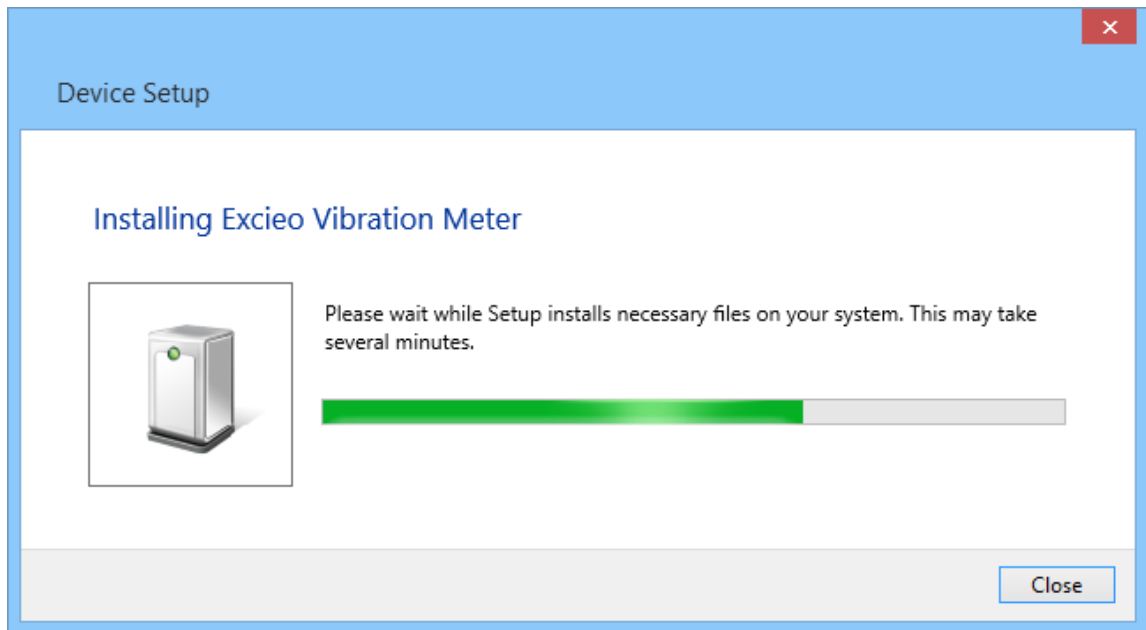 Device Setup
Installing Excieo Vibration Meter
Please wait while Setup installs necessary files on your system. This may take
several minutes.
Close